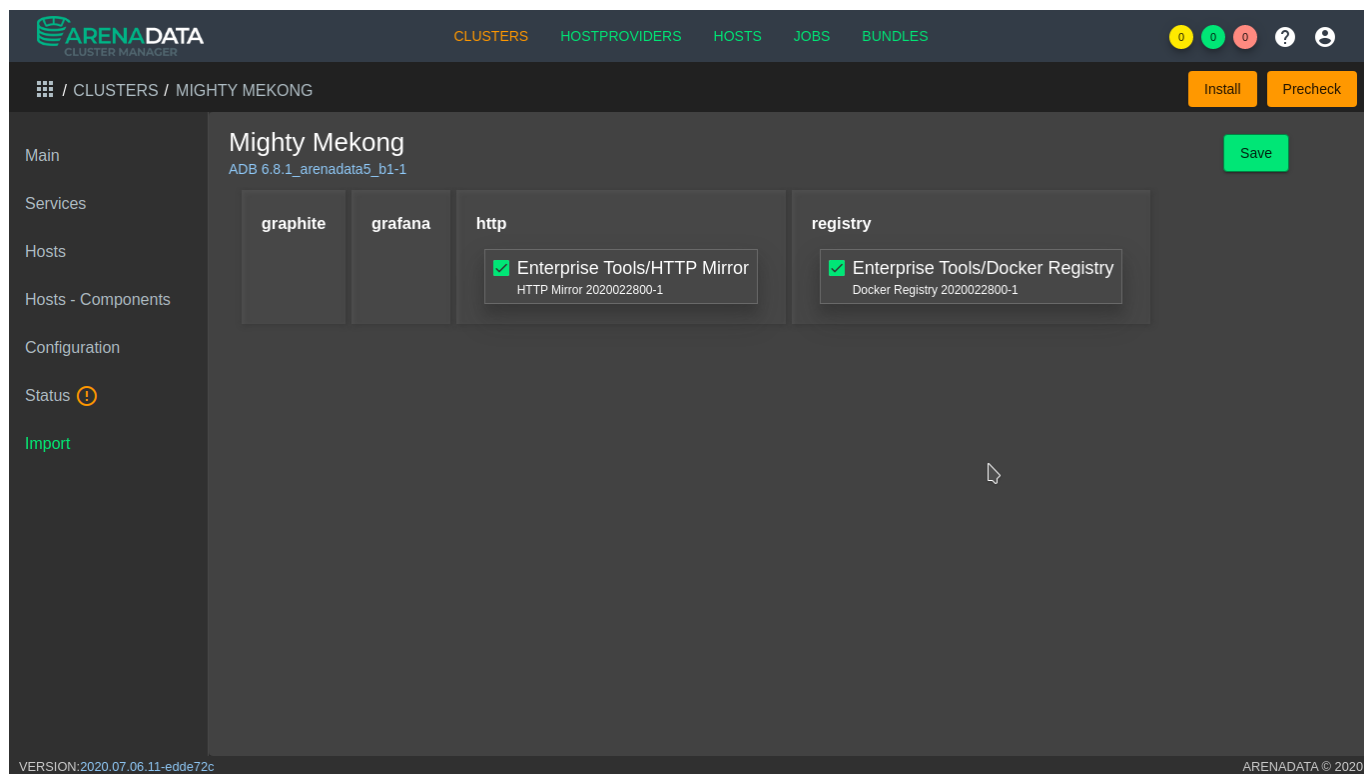 ARENADATA
CLUSTER MANAGER
CLUSTERS HOSTPROVIDERS HOSTS JOBS BUNDLES
0 0 0
/ CLUSTERS / MIGHTY MEKONG
Install Precheck
Main
Services
Hosts
Hosts - Components
Configuration
Status
Import
Mighty Mekong
ADB 6.8.1_arenadata5_b1-1
Save
graphite grafana http registry
Enterprise Tools/HTTP Mirror
HTTP Mirror 2020022800-1
Enterprise Tools/Docker Registry
Docker Registry 2020022800-1
VERSION:2020.07.06.11-edde72c
ARENADATA © 2020